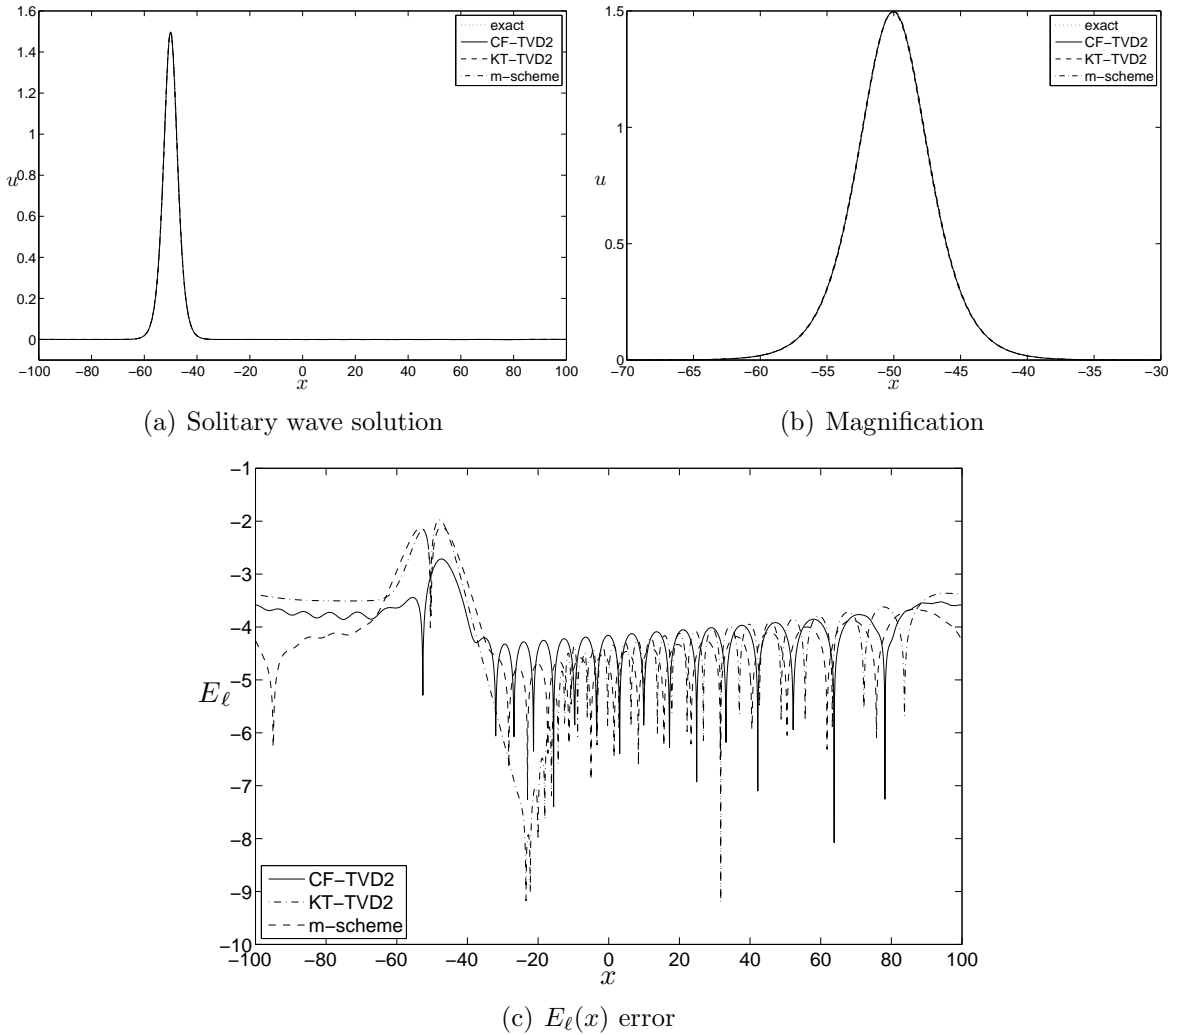 1.6
1.4
1.2
1
0.8
0.6
0.4
0.2
0
u
−100 −80 −60 −40 −20 0 20 40 60 80 100
x
exact
CF−TVD2
KT−TVD2
m−scheme
(a) Solitary wave solution
1.5
1
0.5
0
u
−70 −65 −60 −55 −50 −45 −40 −35 −30
x
exact
CF−TVD2
KT−TVD2
m−scheme
(b) Magnification
−1
−2
−3
−4
−5
−6
−7
−8
−9
−10
Eℓ
−100 −80 −60 −40 −20 0 20 40 60 80 100
x
CF−TVD2
KT−TVD2
m−scheme
(c) Eℓ(x) error